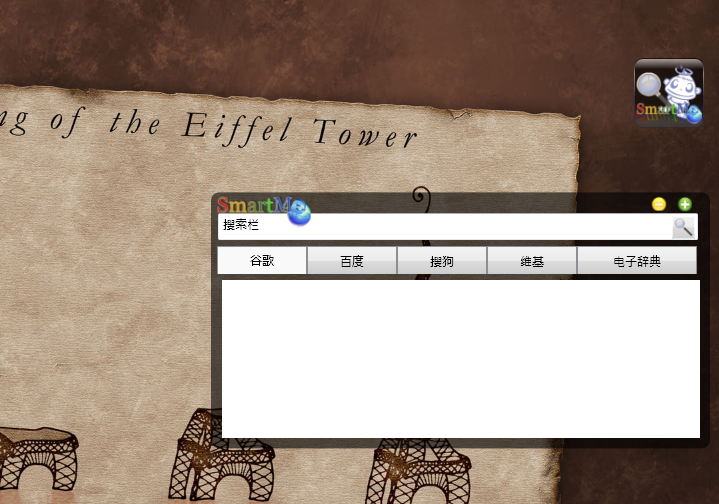 ng of the Eiffel Tower
SmartMe
SmartMe
搜索栏
谷歌
百度
搜狗
维基
电子辞典